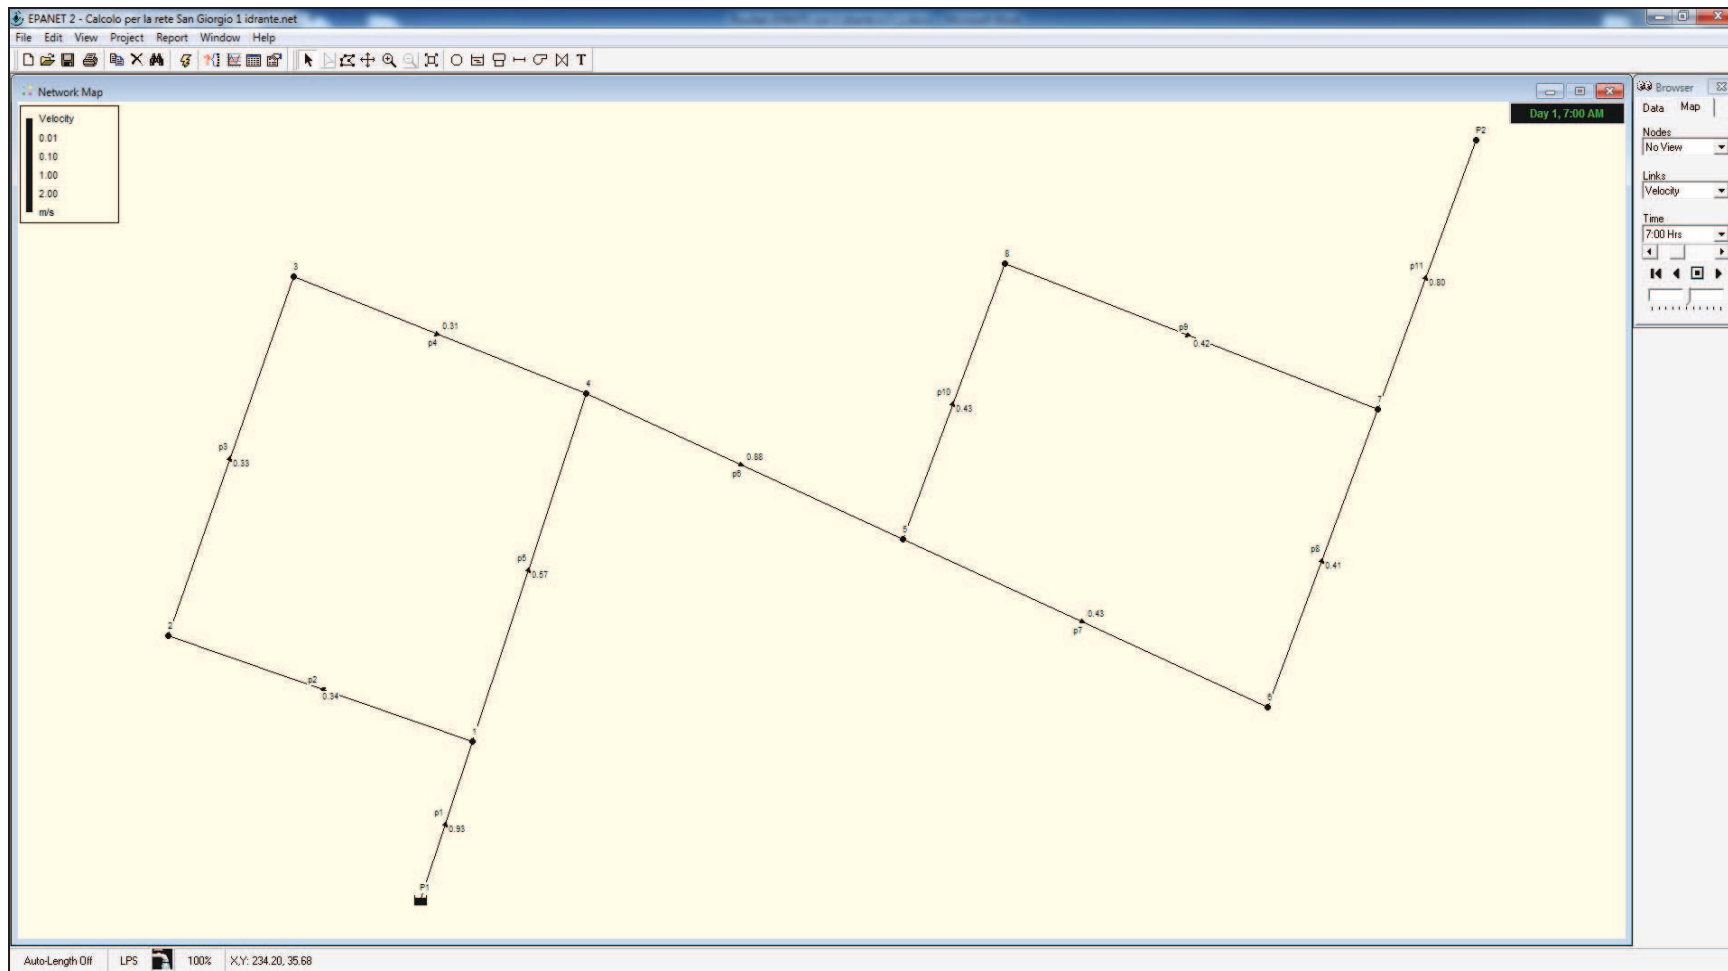 EPANET 2 - Calcolo per la rete San Giorgio 1 idrante.net
File Edit View Project Report Window Help
T
Network Map
Browser
Data Map
Day 1, 7:00 AM
Velocity
0.01
0.10
1.00
2.00
m/s
Nodes
No View
Links
Velocity
Time
7:00 Hrs
P2
p11
0.80
3
0.31
p4
4
p9
0.42
p10
0.43
7
p3
0.33
0.88
p6
5
p5
0.57
p8
0.41
0.43
p7
2
p2
0.34
6
1
p1
0.93
P1
Auto-Length Off LPS 100% X,Y: 234.20, 35.68